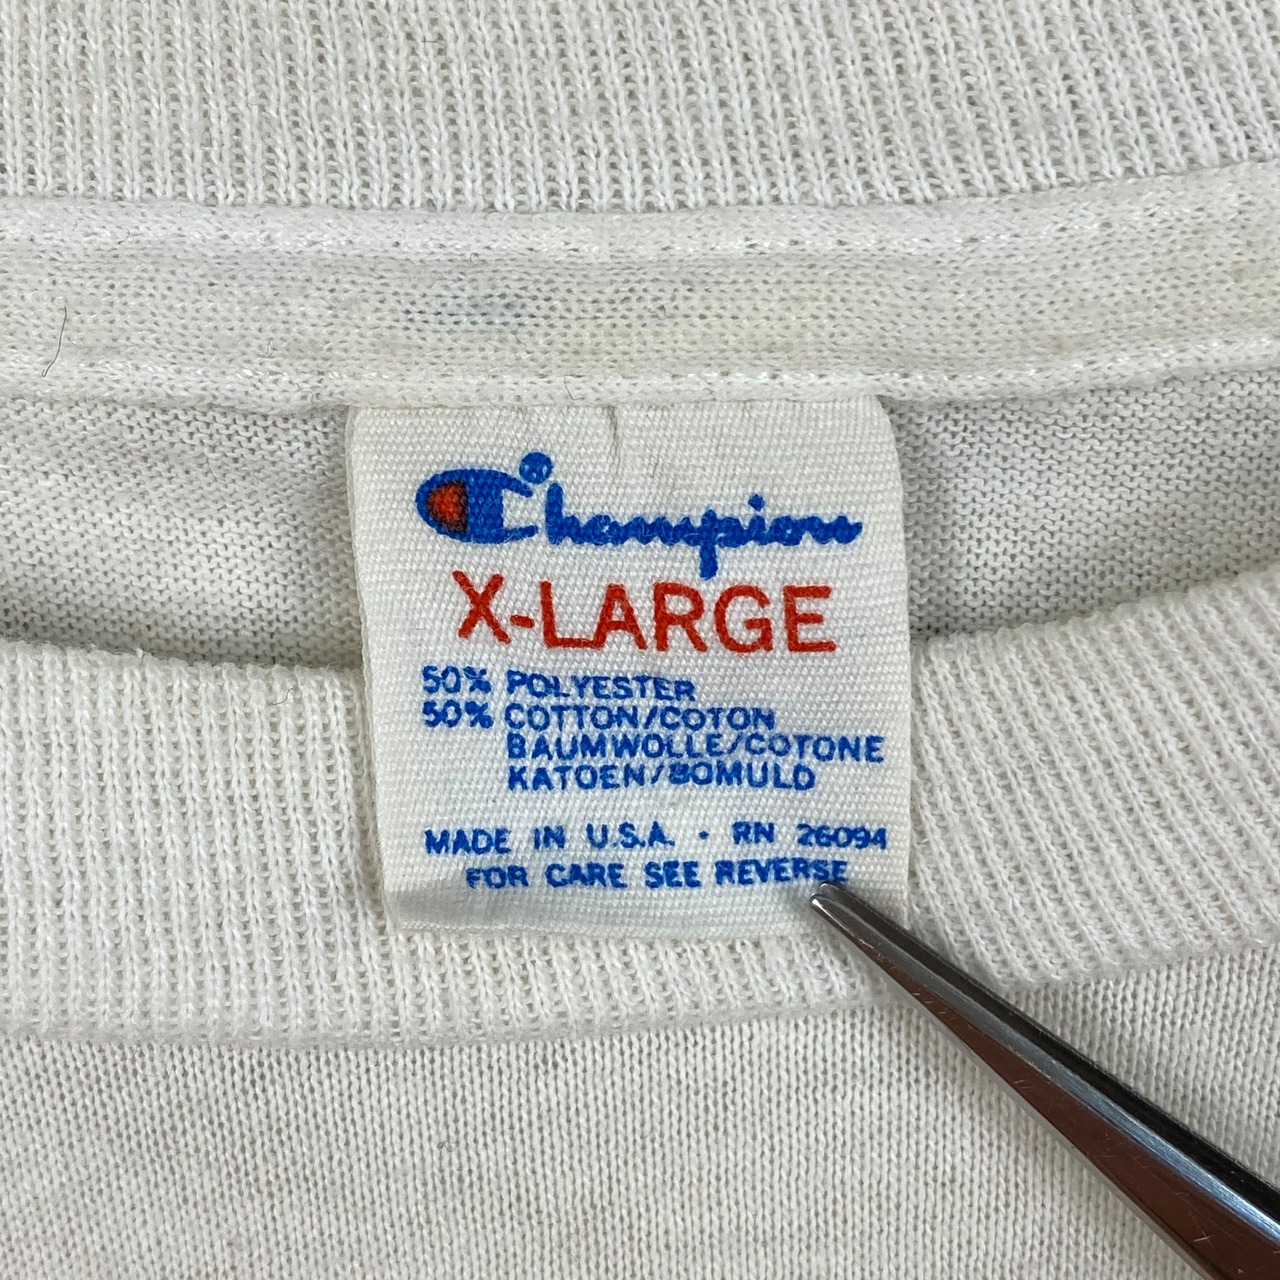 Champion
X-LARGE
50% POLYESTER
50% COTTON/COTON
BAUMWOLLE/COTONE
KATOEN/BOMULD
MADE IN U.S.A. · RN 26094
FOR CARE SEE REVERSE